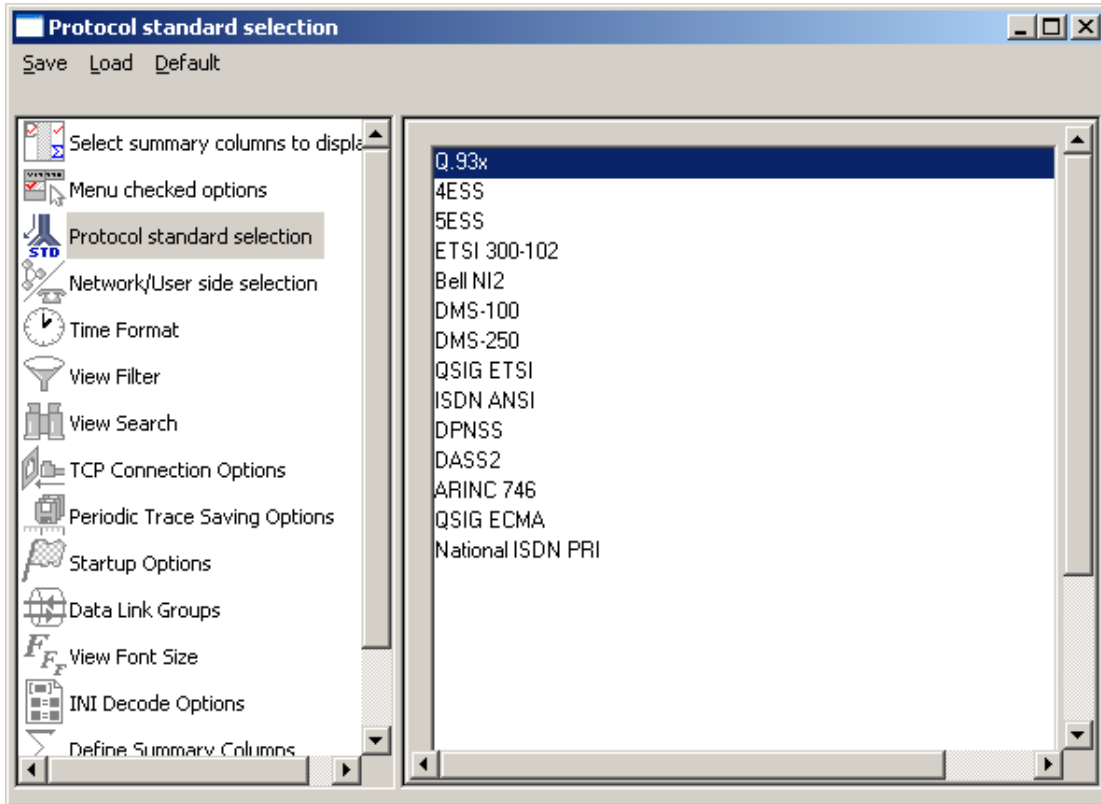 Protocol standard selection
Save Load Default
Select summary columns to displa
Menu checked options
STD
Protocol standard selection
Network/User side selection
Time Format
View Filter
View Search
TCP Connection Options
Periodic Trace Saving Options
Startup Options
Data Link Groups
View Font Size
INI Decode Options
Define Summary Columns
Q.93x
4ESS
5ESS
ETSI 300-102
Bell NI2
DMS-100
DMS-250
QSIG ETSI
ISDN ANSI
DPNSS
DASS2
ARINC 746
QSIG ECMA
National ISDN PRI